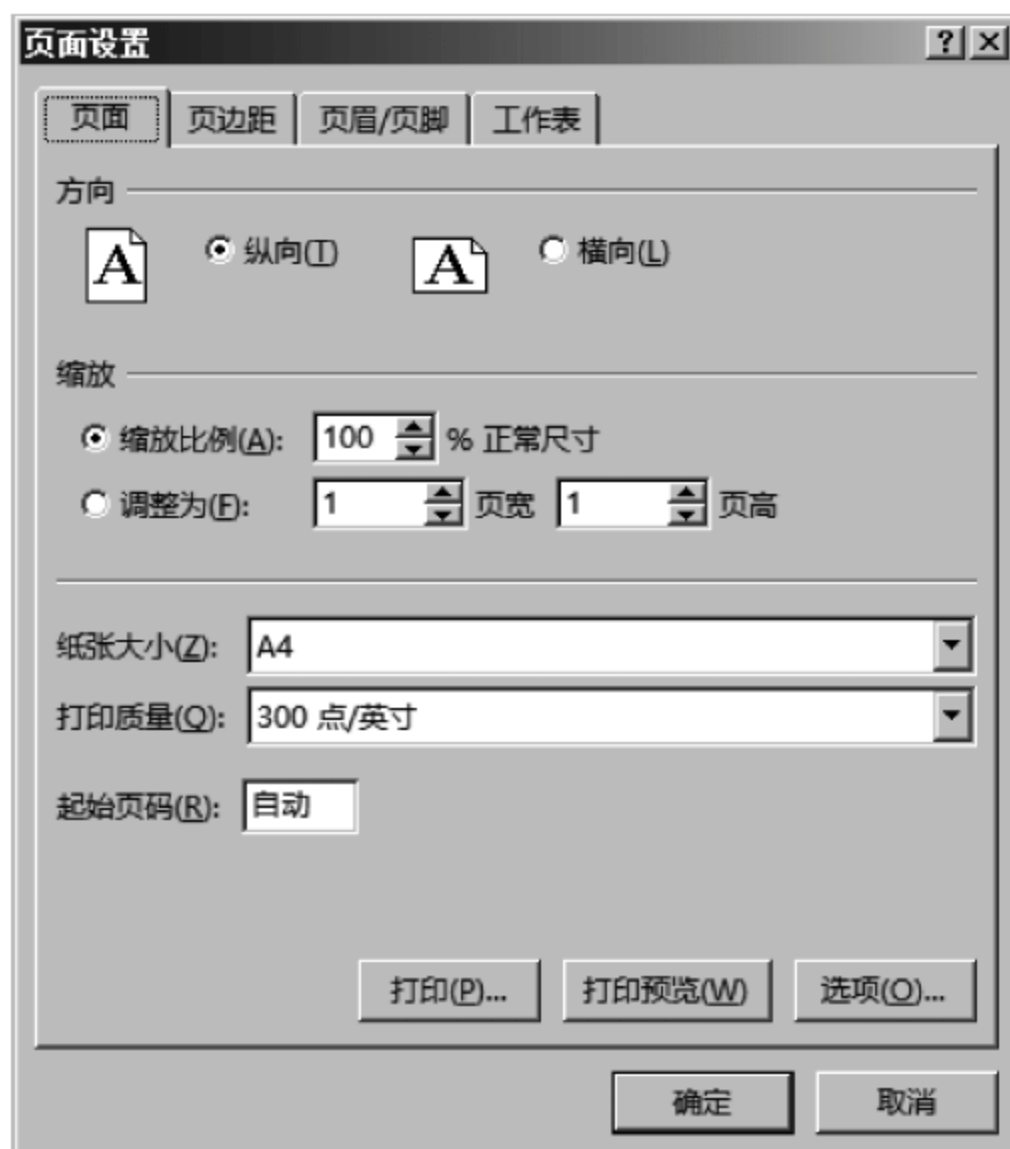 页面设置
页面 页边距 页眉/页脚 工作表
方向
A 纵向(T) A 横向(L)
缩放
缩放比例(A): 100 % 正常尺寸
调整为(F): 1 页宽 1 页高
纸张大小(Z): A4
打印质量(Q): 300 点/英寸
起始页码(R): 自动
打印(P)... 打印预览(W) 选项(O)...
确定 取消